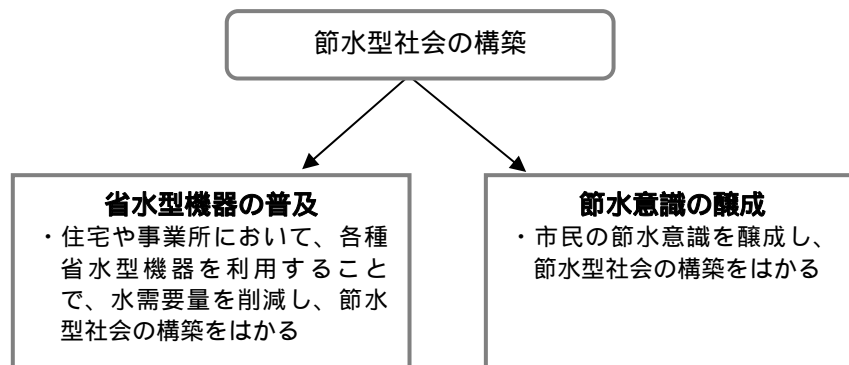 節水型社会の構築
省水型機器の普及
・住宅や事業所において、各種
省水型機器を利用すること
で、水需要量を削減し、節水
型社会の構築をはかる
節水意識の醸成
・市民の節水意識を醸成し、
節水型社会の構築をはかる